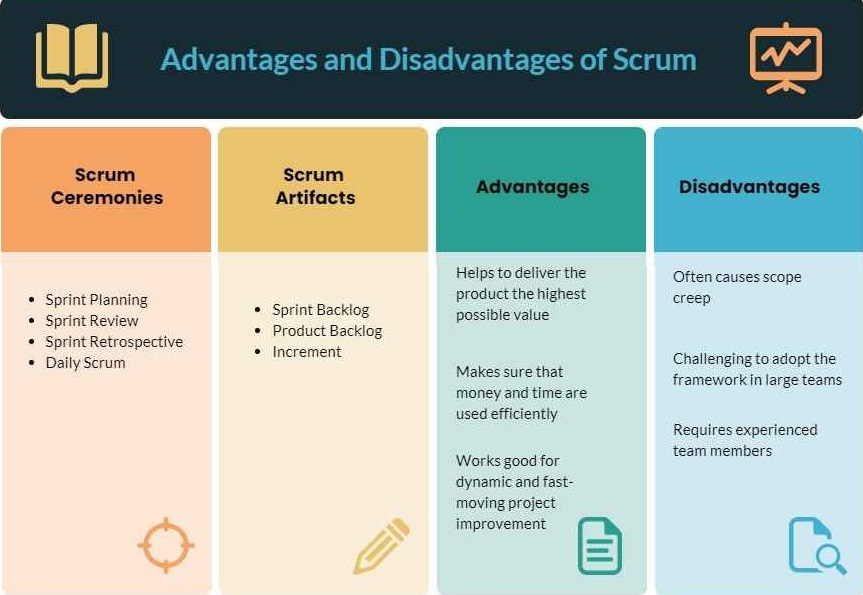 Advantages and Disadvantages of Scrum
Scrum
Ceremonies
• Sprint Planning
• Sprint Review
• Sprint Retrospective
• Daily Scrum
Scrum
Artifacts
• Sprint Backlog
• Product Backlog
• Increment
Advantages
Helps to deliver the
product the highest
possible value
Makes sure that
money and time are
used efficiently
Works good for
dynamic and fast-
moving project
improvement
Disadvantages
Often causes scope
creep
Challenging to adopt the
framework in large teams
Requires experienced
team members